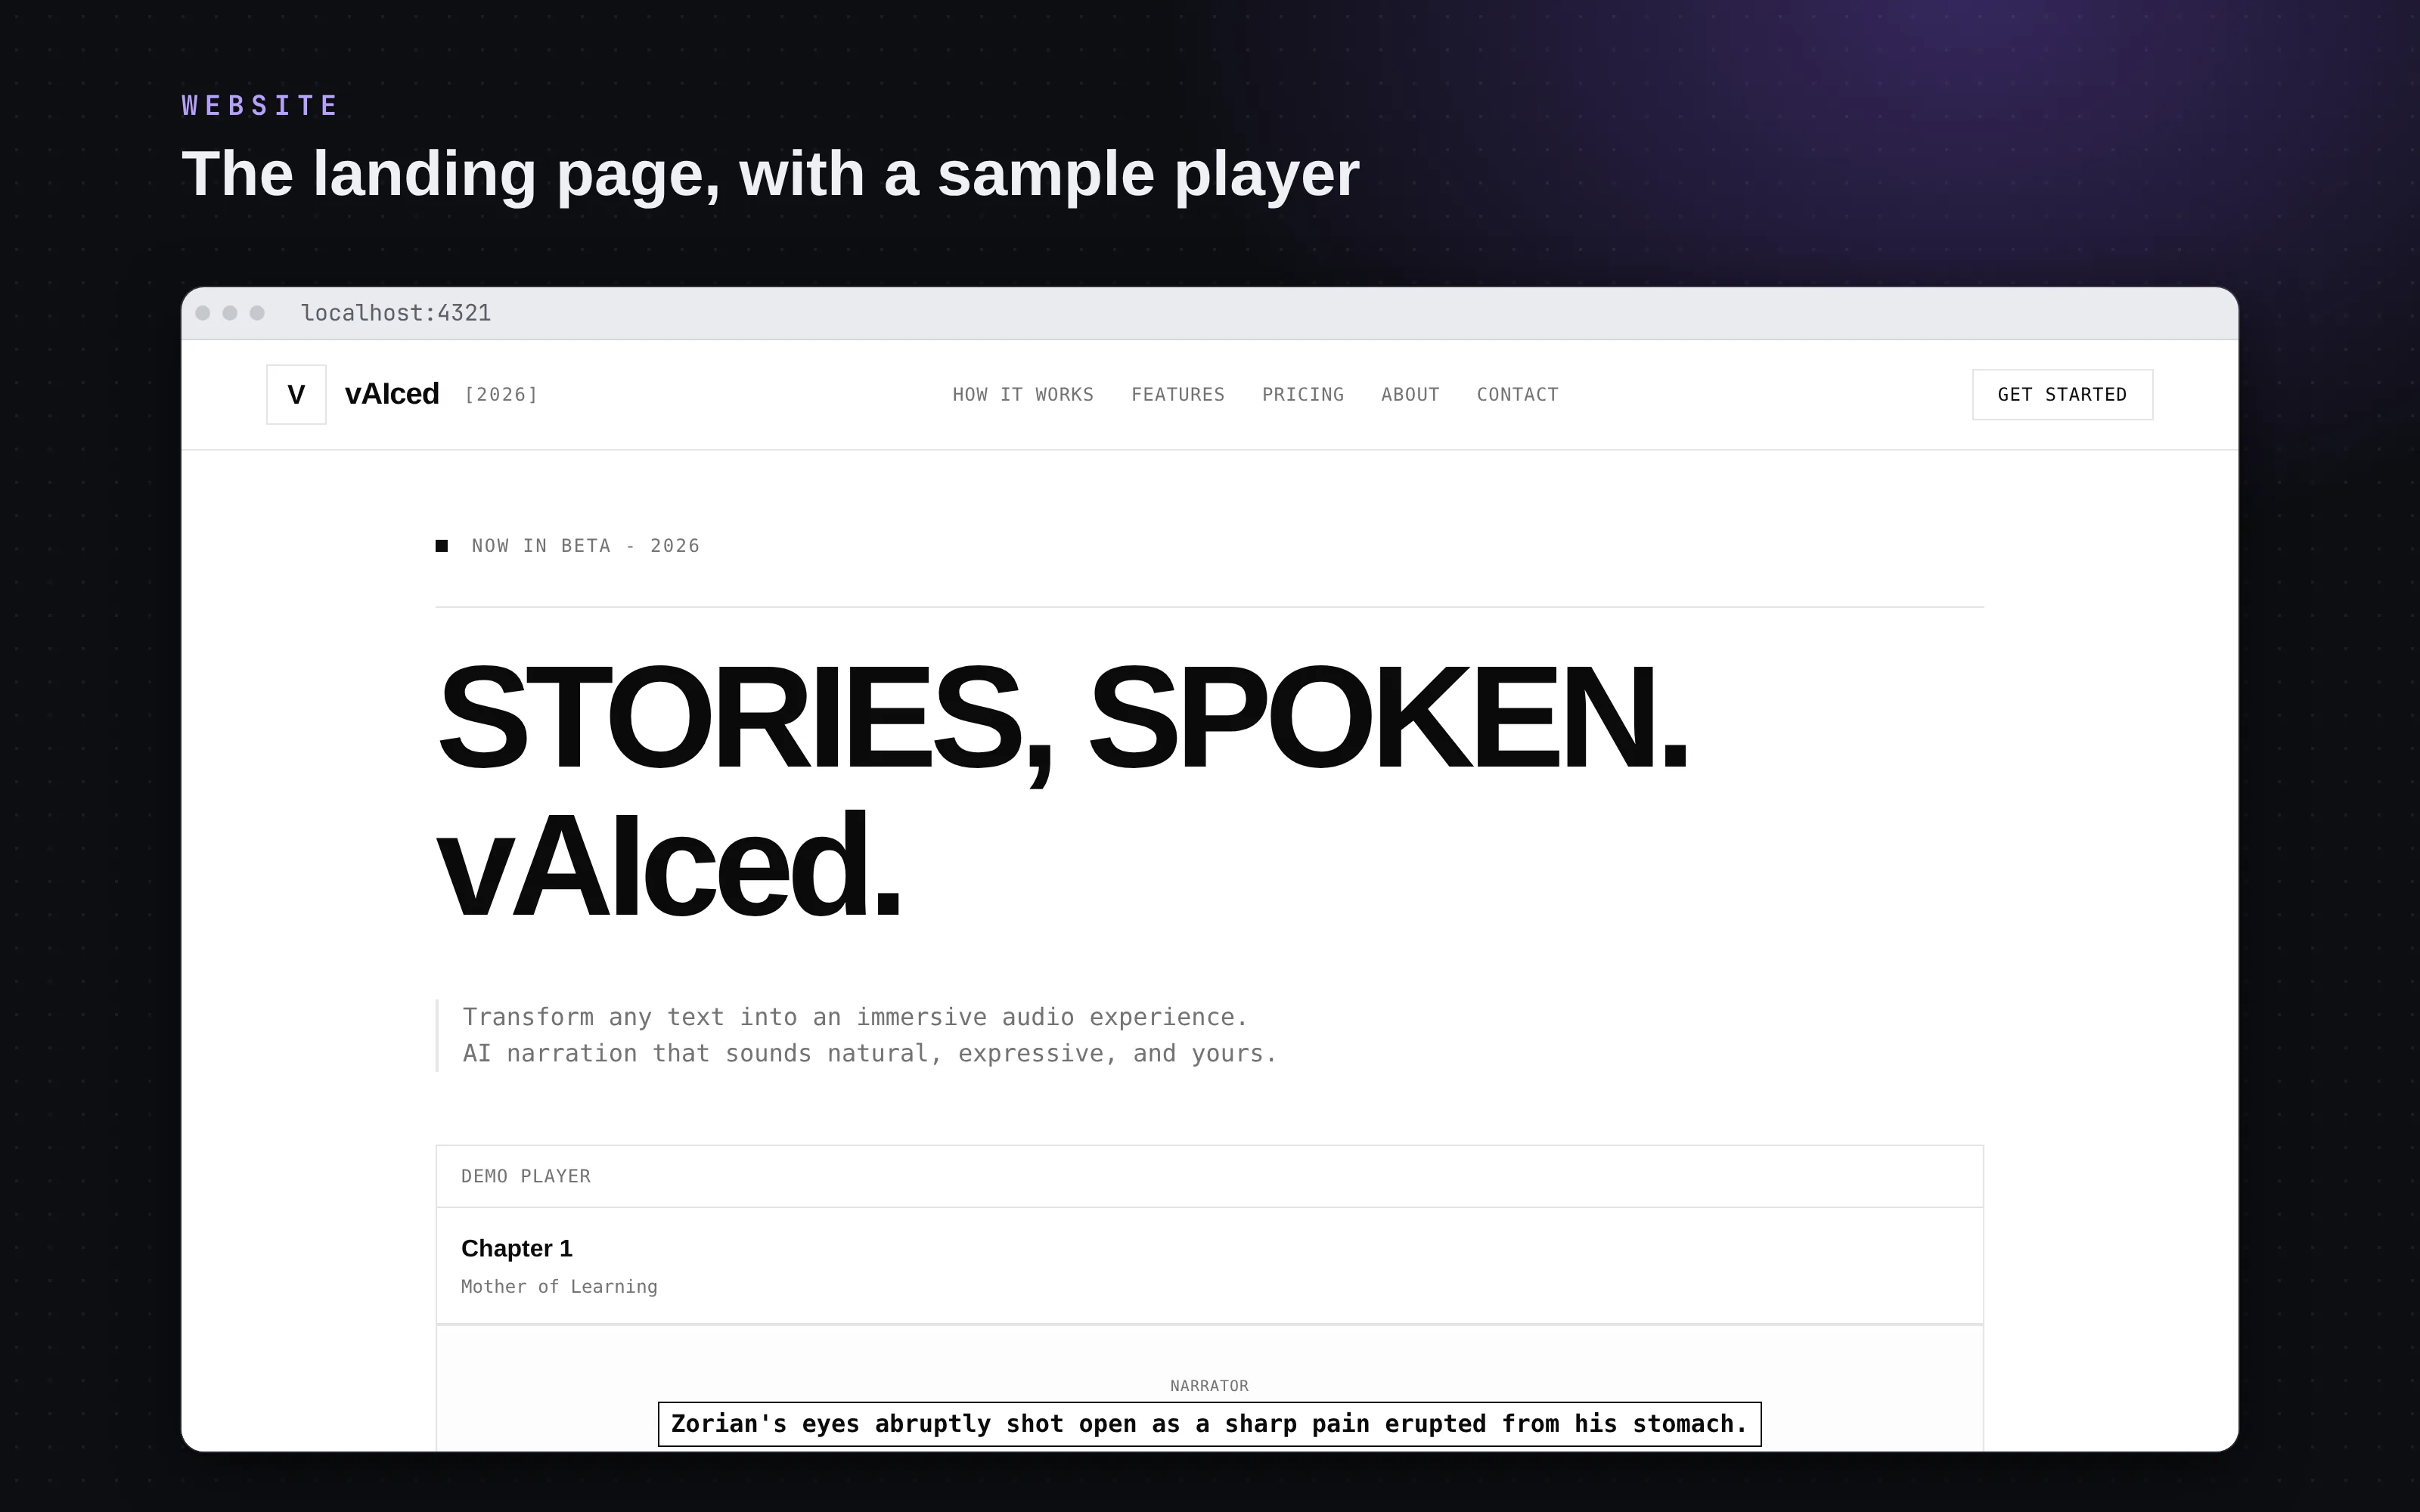 WEBSITE
The landing page, with a sample player
localhost:4321
V vAIced [2026] HOW IT WORKS FEATURES PRICING ABOUT CONTACT GET STARTED
NOW IN BETA - 2026
STORIES, SPOKEN.
vAIced.
Transform any text into an immersive audio experience.
AI narration that sounds natural, expressive, and yours.
DEMO PLAYER
Chapter 1
Mother of Learning
NARRATOR
Zorian's eyes abruptly shot open as a sharp pain erupted from his stomach.